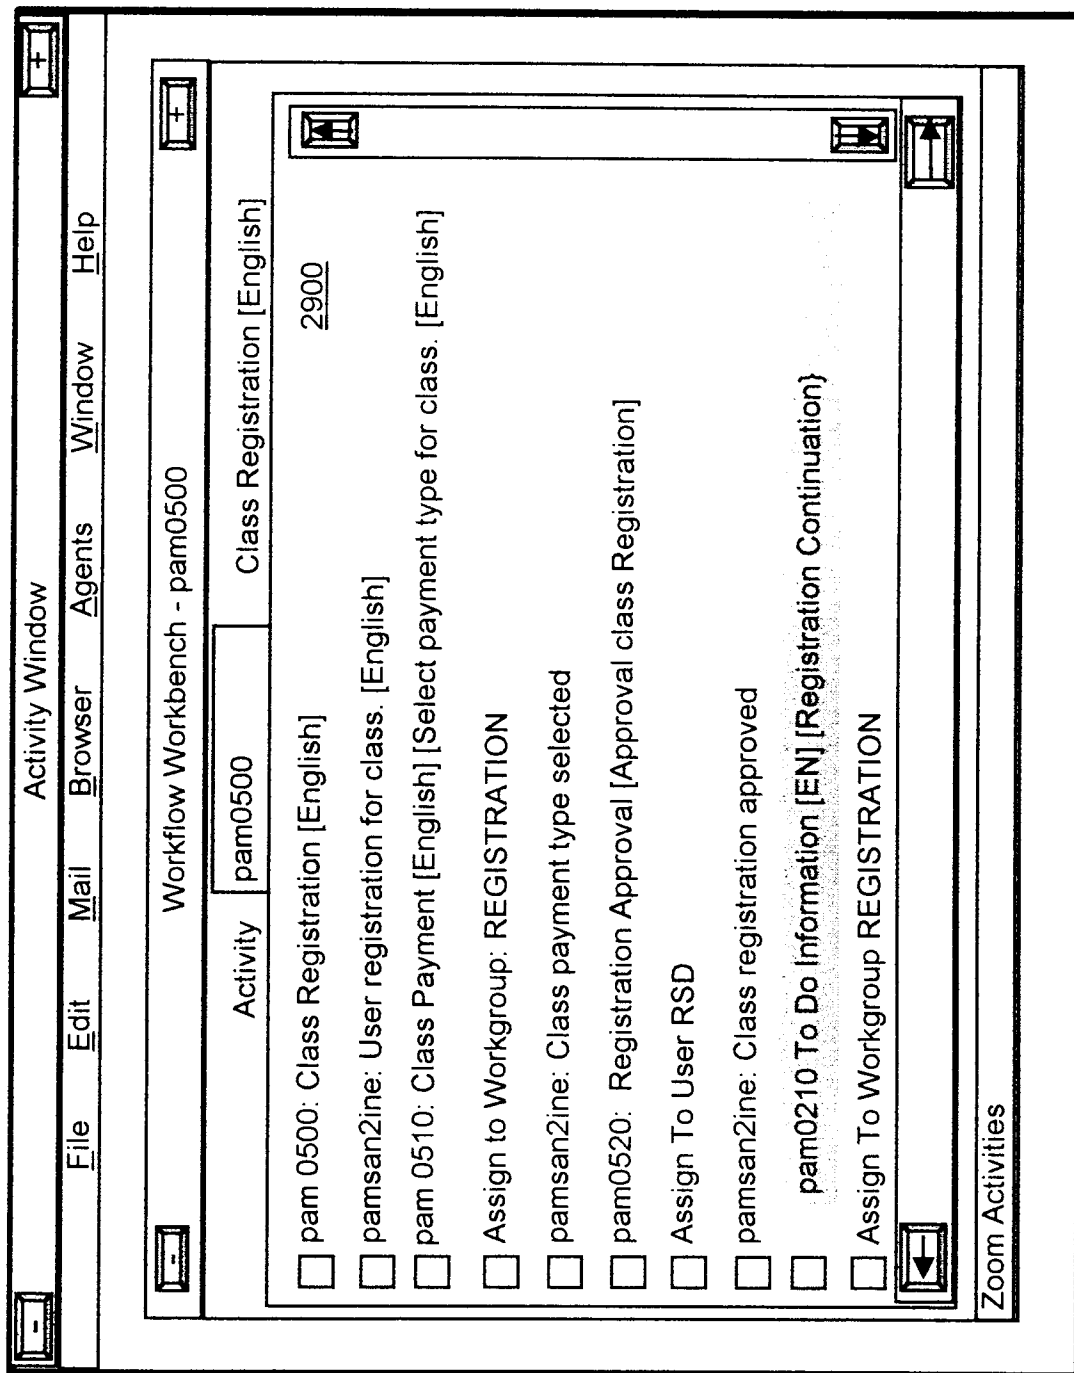 Activity Window
- +
File Edit Mail Browser Agents Window Help
- Workflow Workbench - pam0500 +
Activity pam0500 Class Registration [English]
2900
pam 0500: Class Registration [English]
pamsan2ine: User registration for class. [English]
pam 0510: Class Payment [English] [Select payment type for class. [English]
Assign to Workgroup: REGISTRATION
pamsan2ine: Class payment type selected
pam0520: Registration Approval [Approval class Registration]
Assign To User RSD
pamsan2ine: Class registration approved
pam0210 To Do Information [EN] [Registration Continuation}
Assign To Workgroup REGISTRATION
Zoom Activities